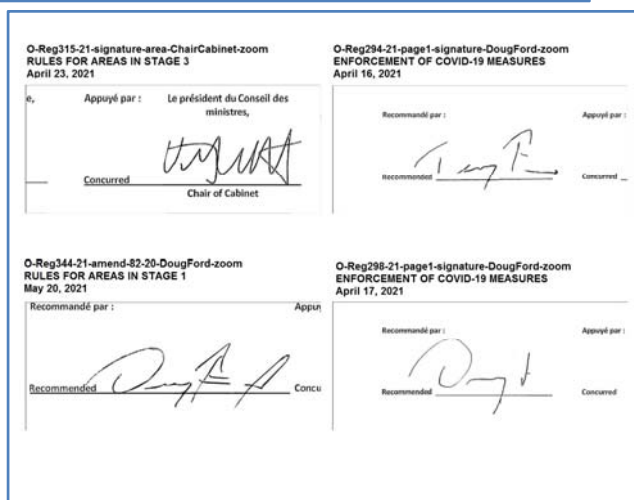 O-Reg315-21-signature-area-ChairCabinet-zoom
RULES FOR AREAS IN STAGE 3
April 23, 2021
e, Appuyé par : Le président du Conseil des
ministres,
Concurred
Chair of Cabinet
O-Reg294-21-page1-signature-DougFord-zoom
ENFORCEMENT OF COVID-19 MEASURES
April 16, 2021
Recommandé par : Appuyé par :
Recommended Concurred
O-Reg344-21-amend-82-20-DougFord-zoom
RULES FOR AREAS IN STAGE 1
May 20, 2021
Recommandé par : Appuy
Recommended Concu
O-Reg298-21-page1-signature-DougFord-zoom
ENFORCEMENT OF COVID-19 MEASURES
April 17, 2021
Recommandé par : Appuyé par :
Recommended Concurred